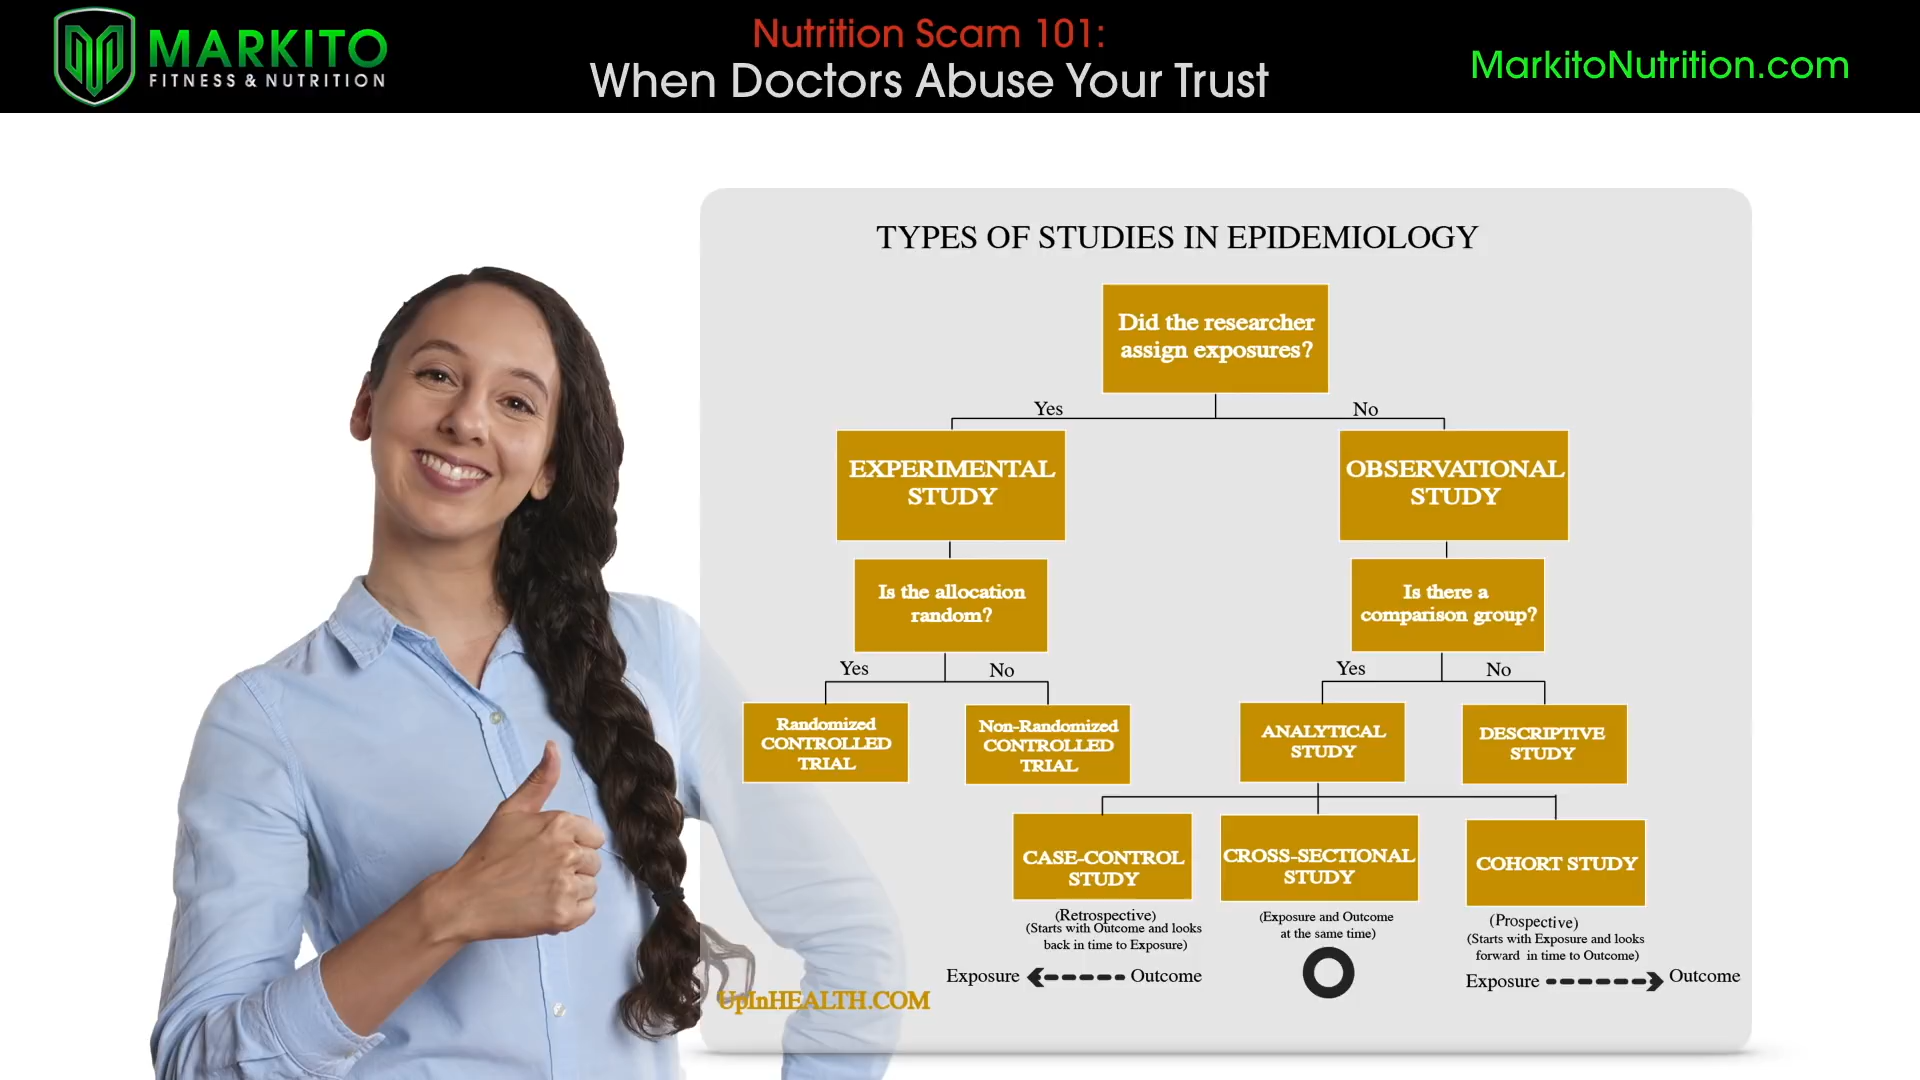 MARKITO
FITNESS & NUTRITION
Nutrition Scam 101:
When Doctors Abuse Your Trust
MarkitoNutrition.com
TYPES OF STUDIES IN EPIDEMIOLOGY
Did the researcher
assign exposures?
Yes
No
EXPERIMENTAL
STUDY
OBSERVATIONAL
STUDY
Is the allocation
random?
Is there a
comparison group?
Yes
No
Yes
No
Randomized
CONTROLLED
TRIAL
Non-Randomized
CONTROLLED
TRIAL
ANALYTICAL
STUDY
DESCRIPTIVE
STUDY
CASE-CONTROL
STUDY
CROSS-SECTIONAL
STUDY
COHORT STUDY
(Retrospective)
(Starts with Outcome and looks
back in time to Exposure)
(Exposure and Outcome
at the same time)
(Prospective)
(Starts with Exposure and looks
forward in time to Outcome)
Exposure
Outcome
Exposure
Outcome
UpInHEALTH.COM